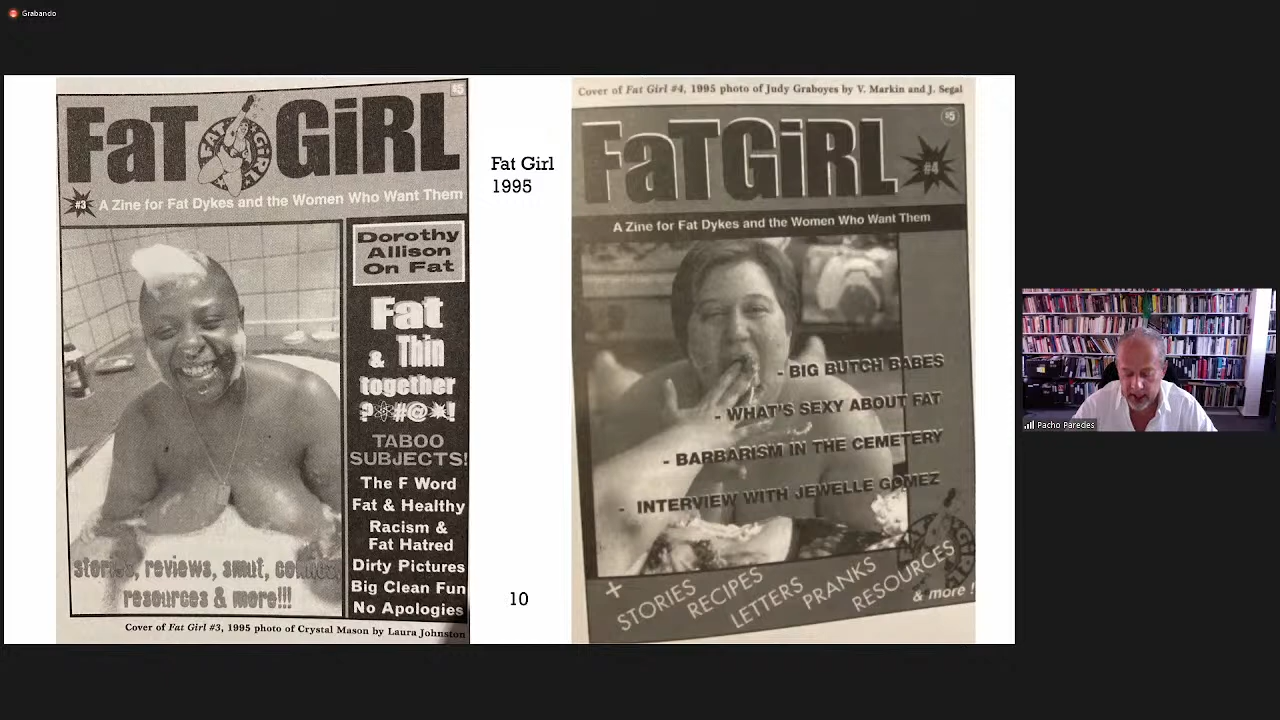 Grabando
$5
FaT GiRL
FAT GiRL
#3
A Zine for Fat Dykes and the Women Who Want Them
Dorothy
Allison
On Fat
Fat
& Thin
together
?#@!
TABOO
SUBJECTS!
The F Word
Fat & Healthy
Racism &
Fat Hatred
Dirty Pictures
Big Clean Fun
No Apologies
stories, reviews, smut, comics,
resources & more!!!
Cover of Fat Girl #3, 1995 photo of Crystal Mason by Laura Johnston
Fat Girl
1995
10
Cover of Fat Girl #4, 1995 photo of Judy Graboyes by V. Markin and J. Segal
$5
FaTGiRL
#4
A Zine for Fat Dykes and the Women Who Want Them
- BIG BUTCH BABES
- WHAT'S SEXY ABOUT FAT
- BARBARISM IN THE CEMETERY
- INTERVIEW WITH JEWELLE GOMEZ
+
STORIES
RECIPES
LETTERS
PRANKS
RESOURCES
& more !
Pacho Paredes